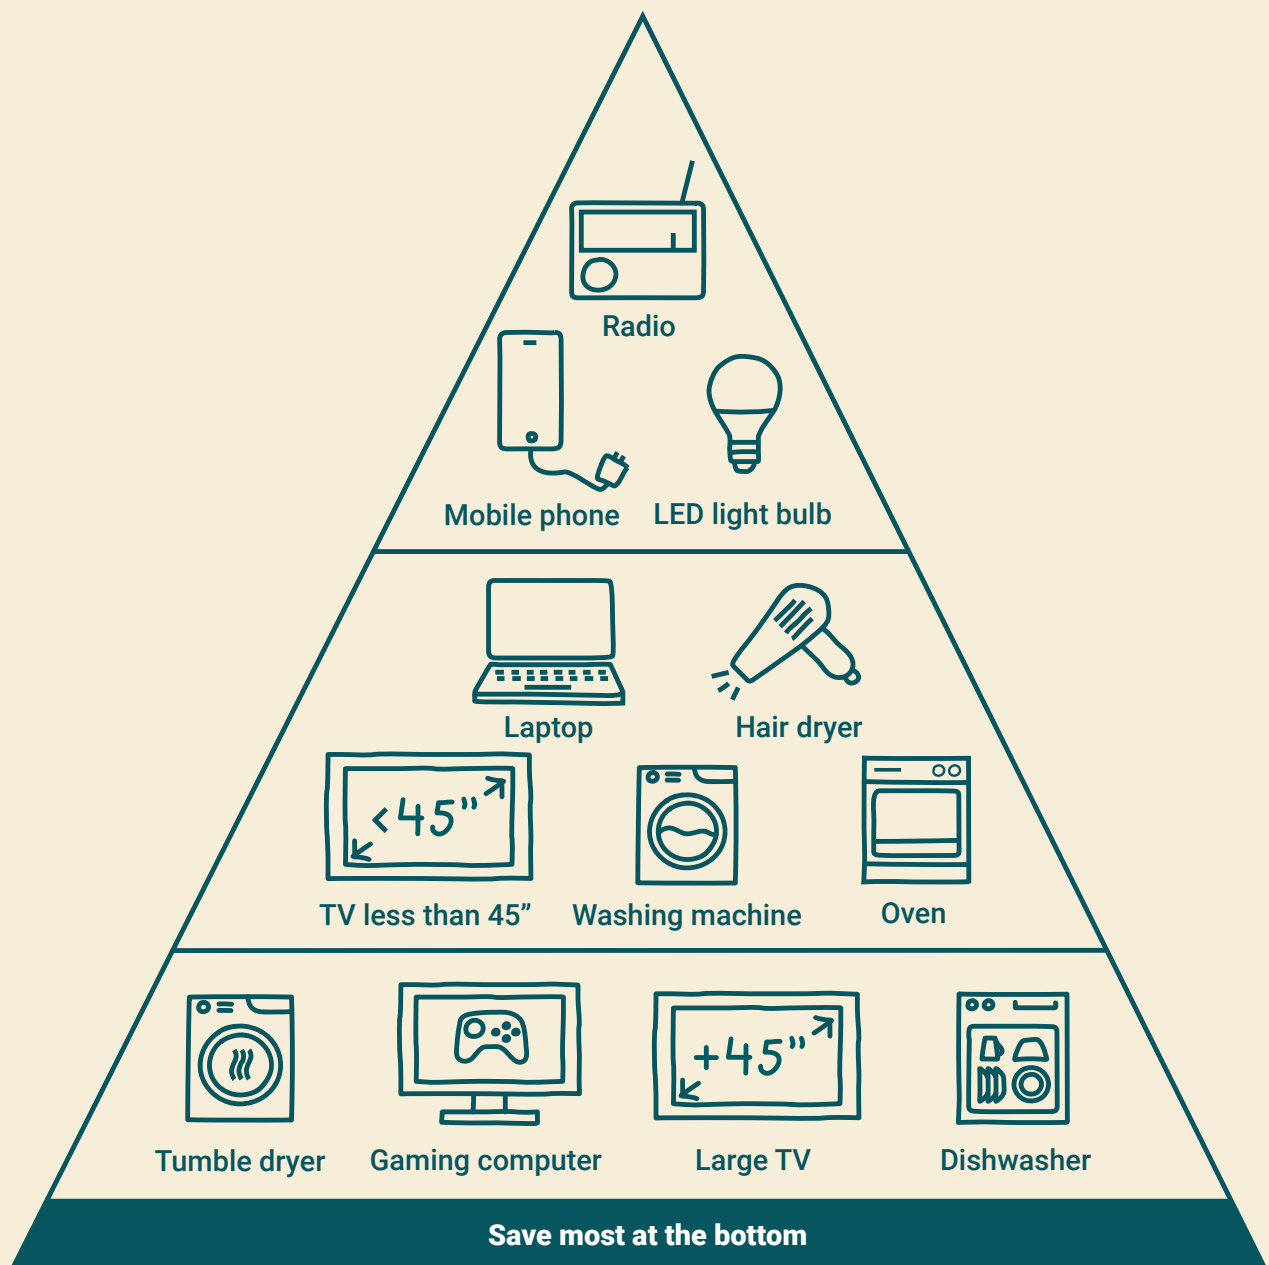 Radio
Mobile phone
LED light bulb
Laptop
Hair dryer
<45”
TV less than 45”
Washing machine
Oven
+45”
Tumble dryer
Gaming computer
Large TV
Dishwasher
Save most at the bottom